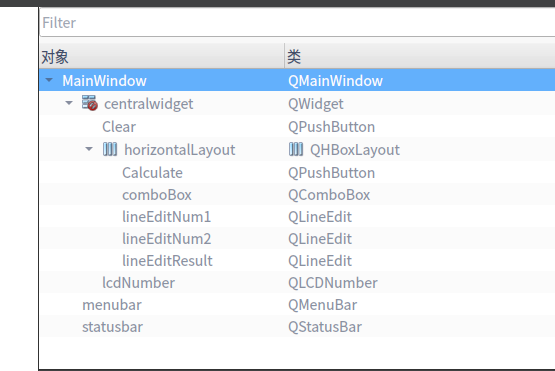 Filter
对象 类
MainWindow QMainWindow
centralwidget QWidget
Clear QPushButton
horizontalLayout QHBoxLayout
Calculate QPushButton
comboBox QComboBox
lineEditNum1 QLineEdit
lineEditNum2 QLineEdit
lineEditResult QLineEdit
lcdNumber QLCDNumber
menubar QMenuBar
statusbar QStatusBar